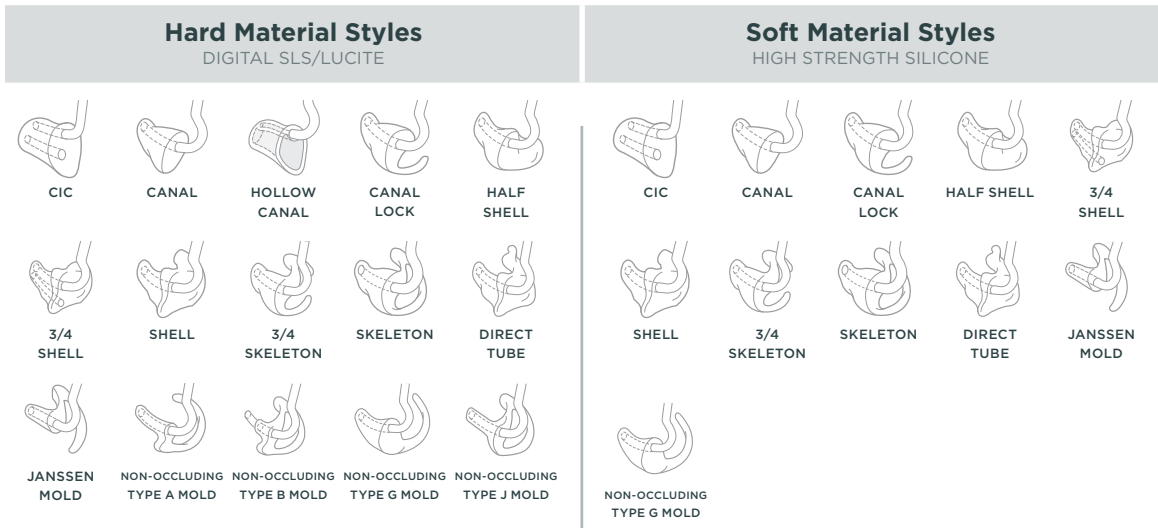 Hard Material Styles
DIGITAL SLS/LUCITE
CIC
CANAL
HOLLOW
CANAL
CANAL
LOCK
HALF
SHELL
3/4
SHELL
SHELL
3/4
SKELETON
SKELETON
DIRECT
TUBE
JANSSEN
MOLD
NON-OCCLUDING
TYPE A MOLD
NON-OCCLUDING
TYPE B MOLD
NON-OCCLUDING
TYPE G MOLD
NON-OCCLUDING
TYPE J MOLD
Soft Material Styles
HIGH STRENGTH SILICONE
CIC
CANAL
CANAL
LOCK
HALF SHELL
3/4
SHELL
SHELL
3/4
SKELETON
SKELETON
DIRECT
TUBE
JANSSEN
MOLD
NON-OCCLUDING
TYPE G MOLD